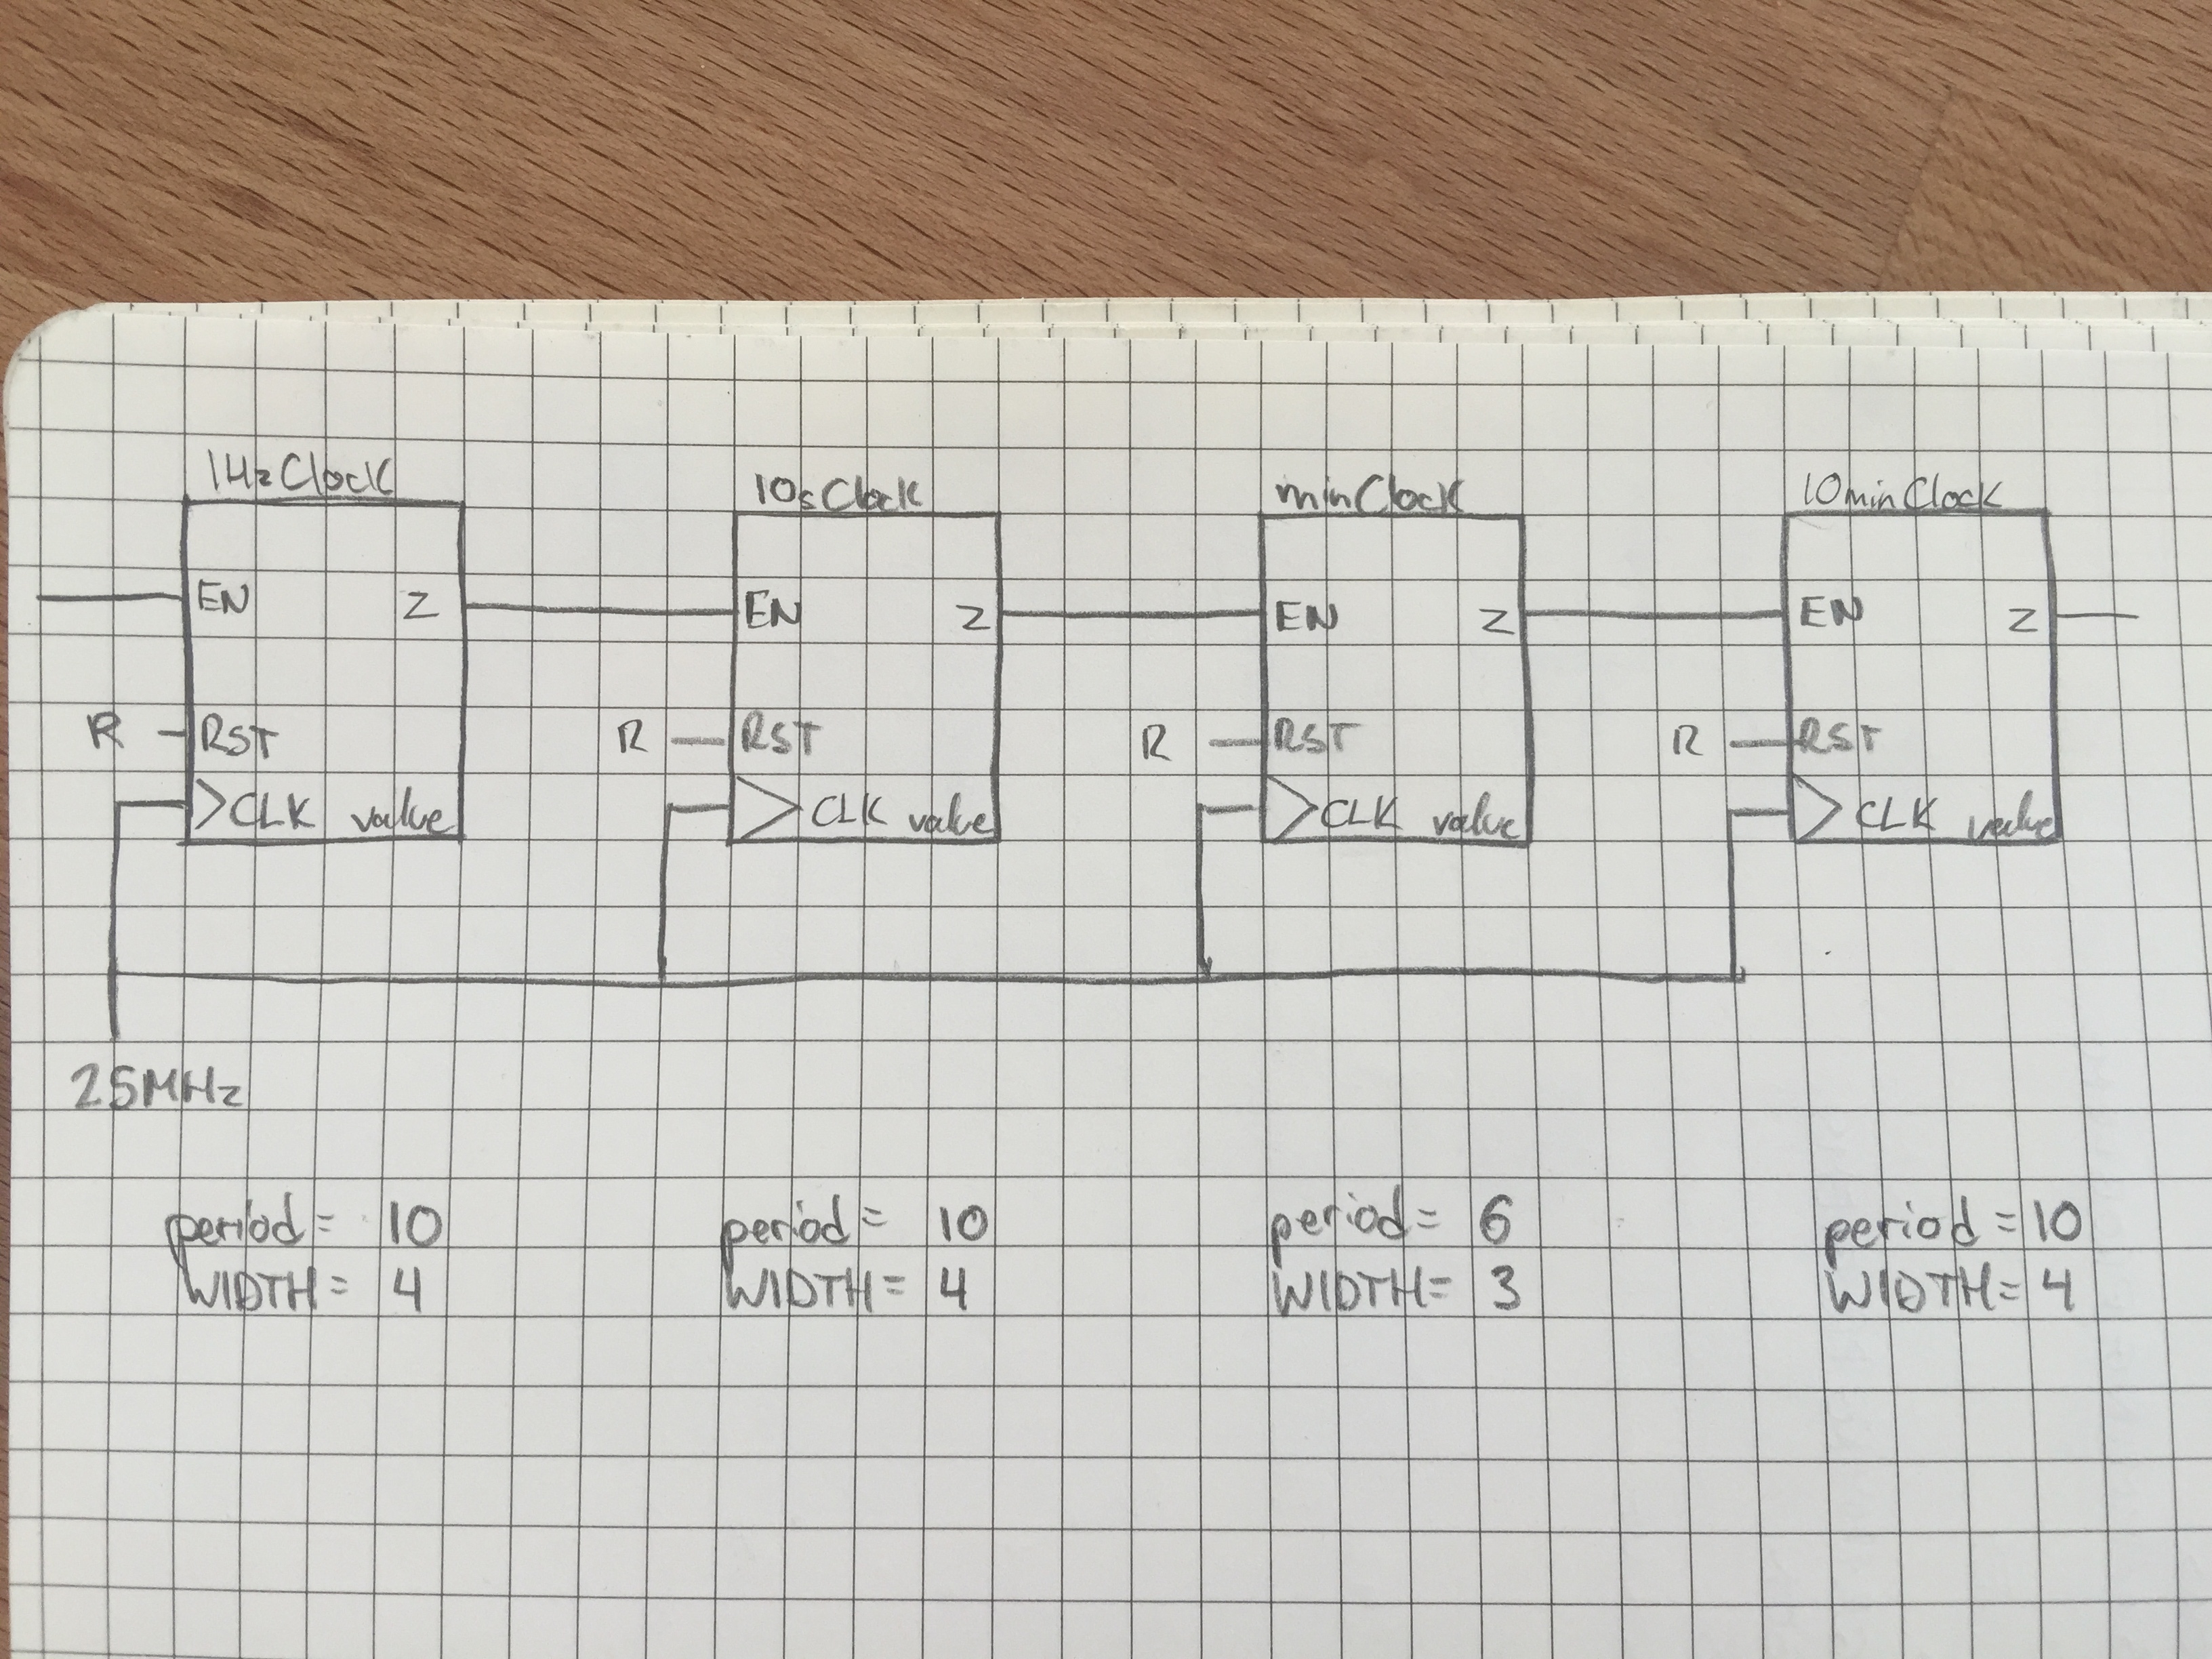 1HzClock
10sClock
minClock
10minClock
EN Z
EN Z
EN Z
EN Z
R RST
R RST
R RST
R RST
CLK value
CLK value
CLK value
CLK value
25MHz
period = 10
WIDTH = 4
period = 10
WIDTH = 4
period = 6
WIDTH = 3
period = 10
WIDTH = 4